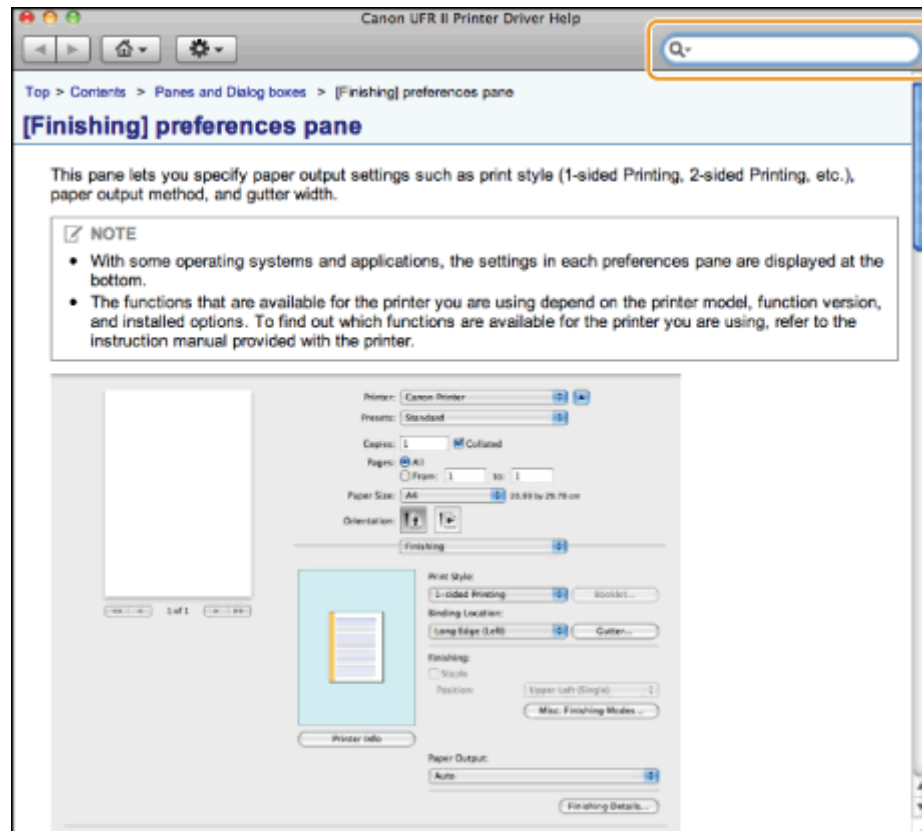 Canon UFR II Printer Driver Help
Top > Contents > Panes and Dialog boxes > [Finishing] preferences pane
[Finishing] preferences pane
This pane lets you specify paper output settings such as print style (1-sided Printing, 2-sided Printing, etc.),
paper output method, and gutter width.
NOTE
• With some operating systems and applications, the settings in each preferences pane are displayed at the
bottom.
• The functions that are available for the printer you are using depend on the printer model, function version,
and installed options. To find out which functions are available for the printer you are using, refer to the
instruction manual provided with the printer.
Printer: Canon Printer
Presets: Standard
Copies: 1 Collated
Pages: All
From: 1 to: 1
Paper Size: A4 20.99 by 29.70 cm
Orientation:
Finishing
Print Style:
1-sided Printing Booklet...
1 of 1
Binding Location:
Long Edge (Left) Gutter...
Finishing:
Staple
Position: Upper Left (Single)
Misc. Finishing Modes...
Printer Info
Paper Output:
Auto
Finishing Details...